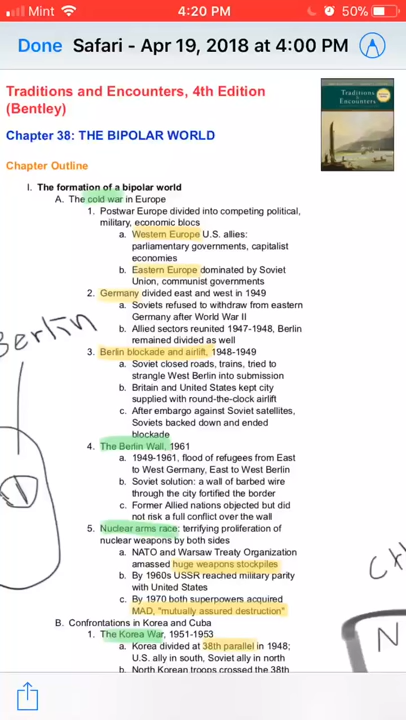 Mint 4:20 PM 50%
Done Safari - Apr 19, 2018 at 4:00 PM
Traditions and Encounters, 4th Edition
(Bentley)
Traditions
Encounters
Chapter 38: THE BIPOLAR WORLD
Chapter Outline
I. The formation of a bipolar world
A. The cold war in Europe
1. Postwar Europe divided into competing political,
military, economic blocs
a. Western Europe U.S. allies:
parliamentary governments, capitalist
economies
b. Eastern Europe dominated by Soviet
Union, communist governments
2. Germany divided east and west in 1949
a. Soviets refused to withdraw from eastern
Germany after World War II
b. Allied sectors reunited 1947-1948, Berlin
remained divided as well
Berlin
3. Berlin blockade and airlift, 1948-1949
a. Soviet closed roads, trains, tried to
strangle West Berlin into submission
b. Britain and United States kept city
supplied with round-the-clock airlift
c. After embargo against Soviet satellites,
Soviets backed down and ended
blockade
4. The Berlin Wall, 1961
a. 1949-1961, flood of refugees from East
to West Germany, East to West Berlin
b. Soviet solution: a wall of barbed wire
through the city fortified the border
c. Former Allied nations objected but did
not risk a full conflict over the wall
5. Nuclear arms race: terrifying proliferation of
nuclear weapons by both sides
a. NATO and Warsaw Treaty Organization
amassed huge weapons stockpiles
b. By 1960s USSR reached military parity
with United States
c. By 1970 both superpowers acquired
MAD, "mutually assured destruction"
B. Confrontations in Korea and Cuba
1. The Korea War, 1951-1953
a. Korea divided at 38th parallel in 1948;
U.S. ally in south, Soviet ally in north
b. North Korean troops crossed the 38th
CH
N